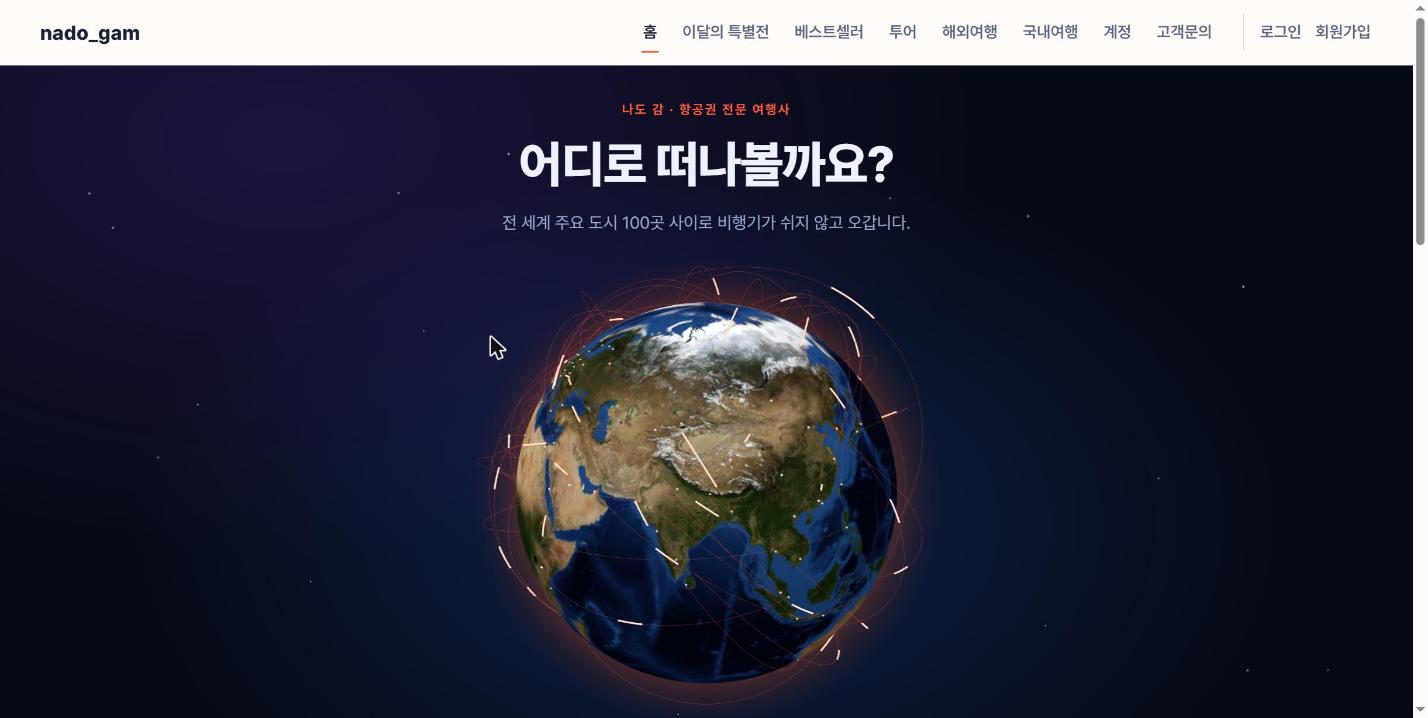 nado_gam
홈 이달의 특별전 베스트셀러 투어 해외여행 국내여행 계정 고객문의 로그인 회원가입
나도 감 · 항공권 전문 여행사
어디로 떠나볼까요?
전 세계 주요 도시 100곳 사이로 비행기가 쉬지 않고 오갑니다.